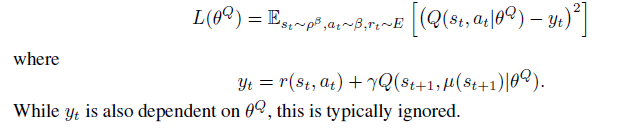 L(θ^Q) = 𝔼_{s_t∼ρ^β, a_t∼β, r_t∼E} [(Q(s_t, a_t|θ^Q) − y_t)^2]
where
y_t = r(s_t, a_t) + γQ(s_{t+1}, μ(s_{t+1})|θ^Q).
While y_t is also dependent on θ^Q, this is typically ignored.